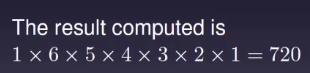 The result computed is
1 × 6 × 5 × 4 × 3 × 2 × 1 = 720